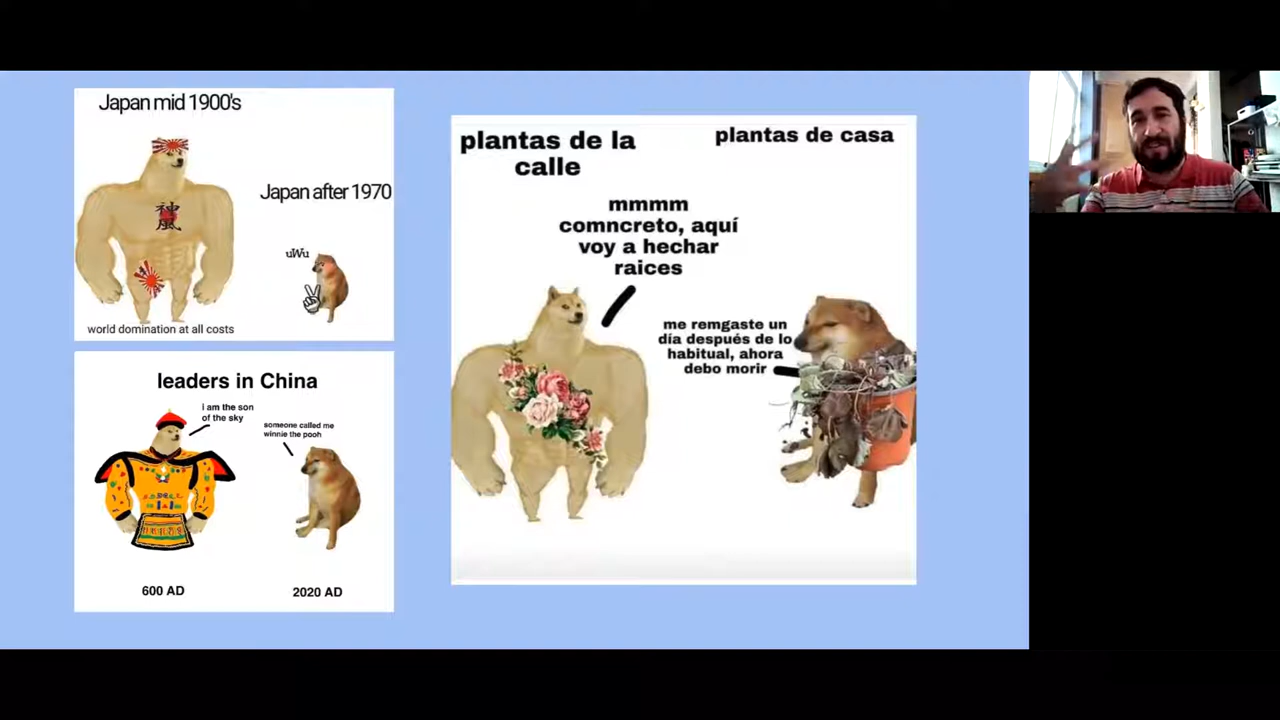 Japan mid 1900's
神
風
world domination at all costs
Japan after 1970
uWu
leaders in China
i am the son
of the sky
someone called me
winnie the pooh
600 AD
2020 AD
plantas de la
calle
plantas de casa
mmmm
comncreto, aquí
voy a hechar
raices
me remgaste un
día después de lo
habitual, ahora
debo morir